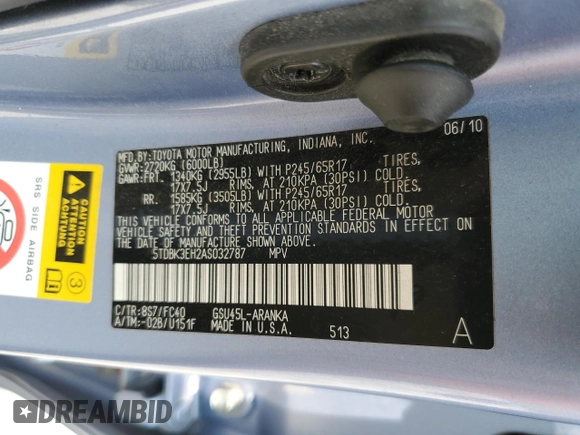 MFD.BY:TOYOTA MOTOR MANUFACTURING, INDIANA, INC. 06/10
GVWR:2720KG (6000LB)
GAWR:FRT. 1340KG (2955LB) WITH P245/65R17 TIRES,
17X7.5J RIMS, AT 210KPA (30PSI) COLD.
RR. 1585KG (3505LB) WITH P245/65R17 TIRES,
17X7.5J RIMS, AT 210KPA (30PSI) COLD.
THIS VEHICLE CONFORMS TO ALL APPLICABLE FEDERAL MOTOR
VEHICLE SAFETY AND THEFT PREVENTION STANDARDS IN EFFECT ON
THE DATE OF MANUFACTURE SHOWN ABOVE.
5TDBK3EH2AS032787 MPV
C/TR:8S7/FC40 GSU45L-ARANKA
A/TM:-02B/U151F MADE IN U.S.A. 513 A
SRS SIDE AIRBAG
CAUTION
ATTENTION
ACHTUNG
3
DREAMBID